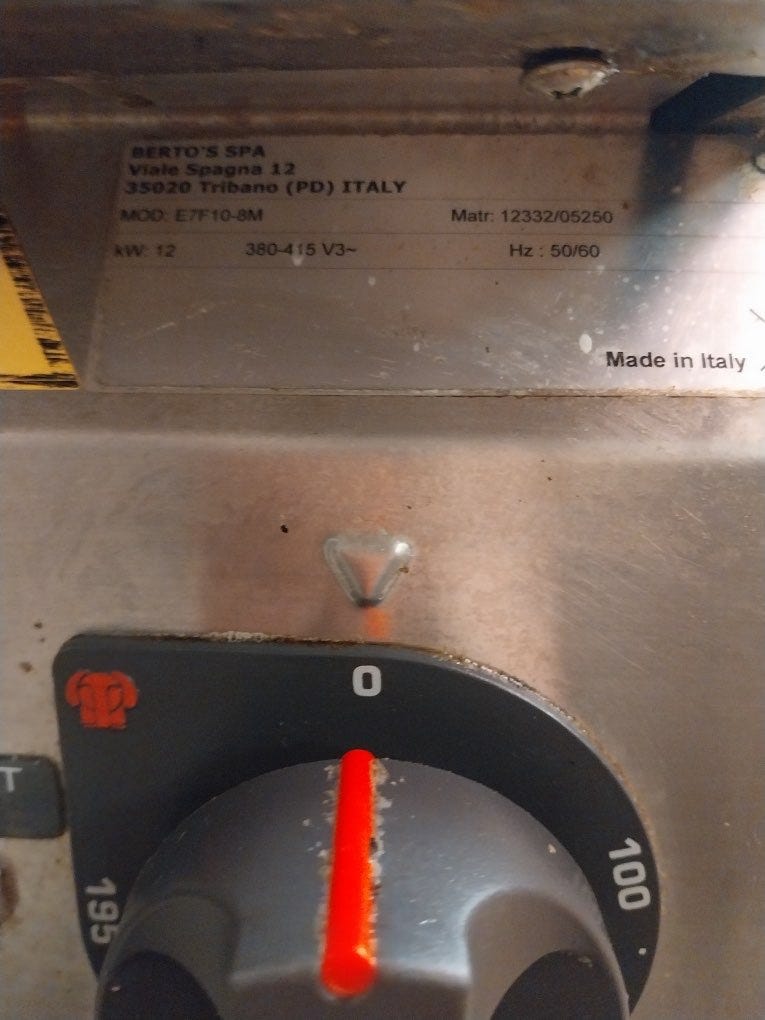 BERTO'S SPA
Viale Spagna 12
35020 Tribano (PD) ITALY
MOD: E7F10-8M Matr: 12332/05250
kW: 12 380-415 V3~ Hz : 50/60
Made in Italy
0
T
100
195